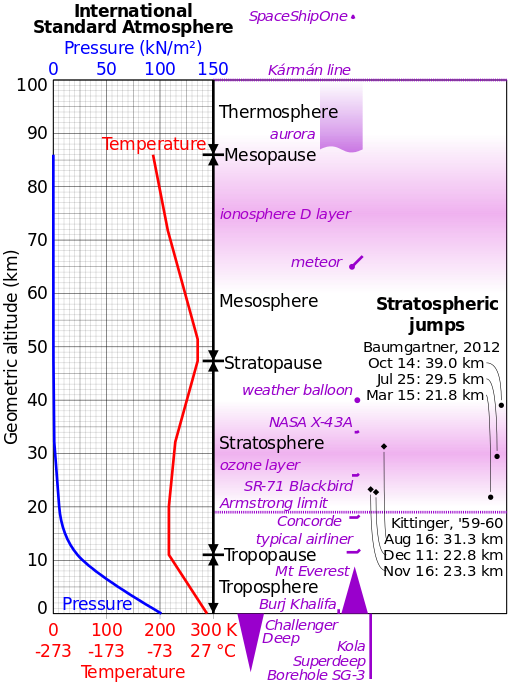 International
Standard Atmosphere
Pressure (kN/m²)
0 50 100 150
SpaceShipOne
Kármán line
100
90
80
70
60
50
40
30
20
10
0
Geometric altitude (km)
Thermosphere
aurora
Temperature
Mesopause
ionosphere D layer
meteor
Mesosphere
Stratospheric
jumps
Baumgartner, 2012
Oct 14: 39.0 km
Jul 25: 29.5 km
Mar 15: 21.8 km
Stratopause
weather balloon
NASA X-43A
Stratosphere
ozone layer
SR-71 Blackbird
Armstrong limit
Concorde
typical airliner
Kittinger, '59-60
Aug 16: 31.3 km
Dec 11: 22.8 km
Nov 16: 23.3 km
Tropopause
Mt Everest
Troposphere
Burj Khalifa
Pressure
0 100 200 300 K
-273 -173 -73 27 °C
Temperature
Challenger
Deep
Kola
Superdeep
Borehole SG-3